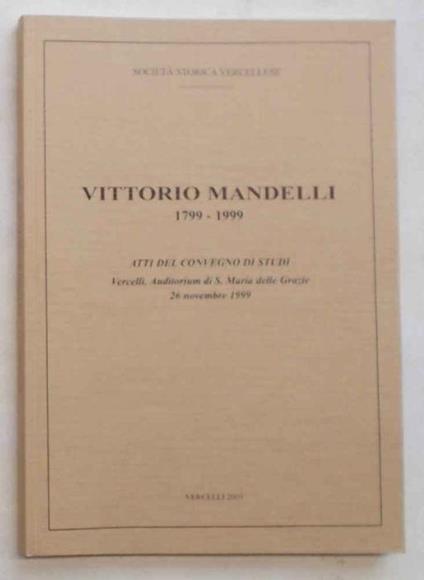 SOCIETÀ STORICA VERCELLESE
VITTORIO MANDELLI
1799 - 1999
ATTI DEL CONVEGNO DI STUDI
Vercelli, Auditorium di S. Maria delle Grazie
26 novembre 1999
VERCELLI